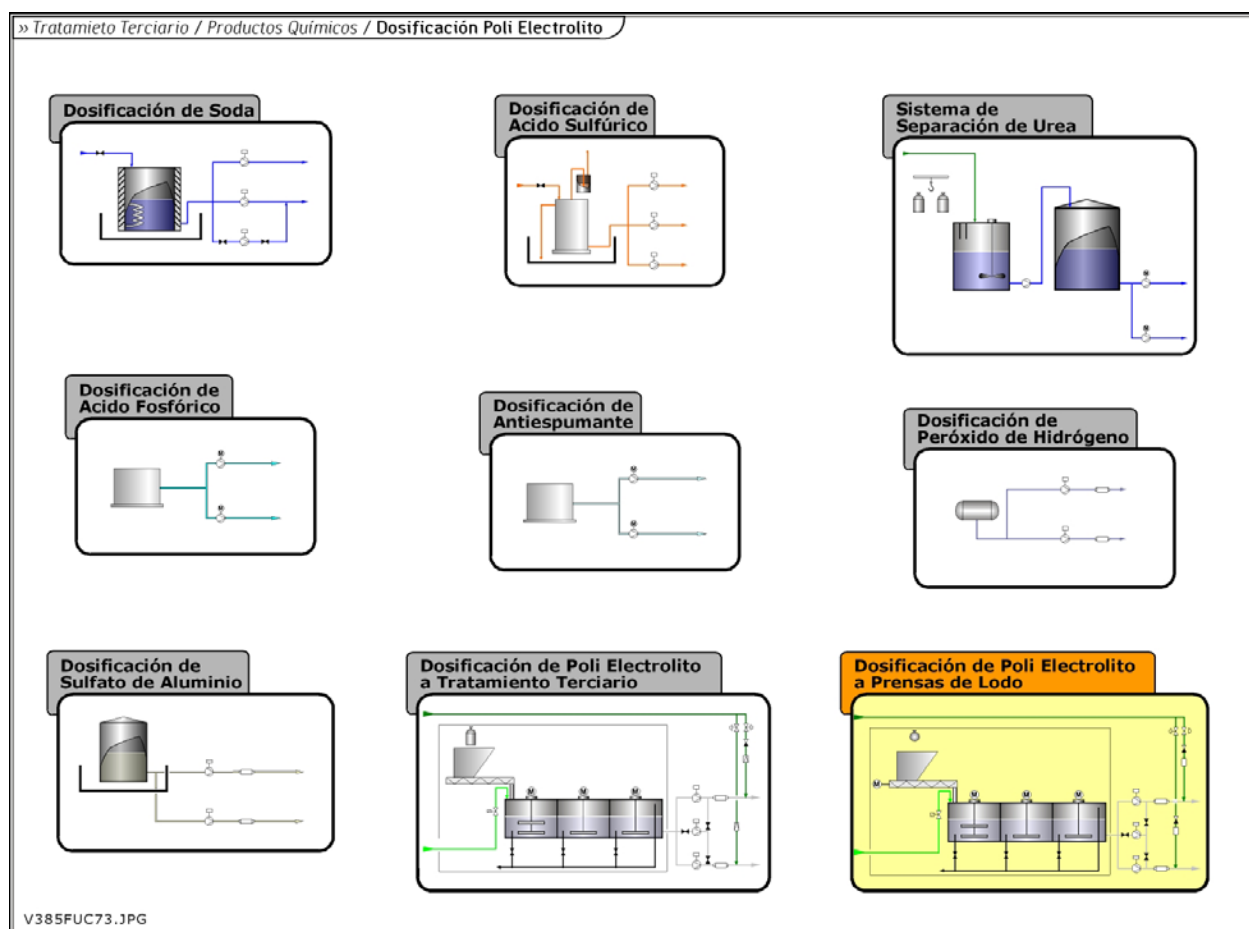 » Tratamieto Terciario / Productos Químicos / Dosificación Poli Electrolito
Dosificación de Soda
Dosificación de
Acido Sulfúrico
Sistema de
Separación de Urea
Dosificación de
Acido Fosfórico
Dosificación de
Antiespumante
Dosificación de
Peróxido de Hidrógeno
Dosificación de
Sulfato de Aluminio
Dosificación de Poli Electrolito
a Tratamiento Terciario
Dosificación de Poli Electrolito
a Prensas de Lodo
M
M
M
M
M
M
M
M
M
M
M
M
M
V385FUC73.JPG